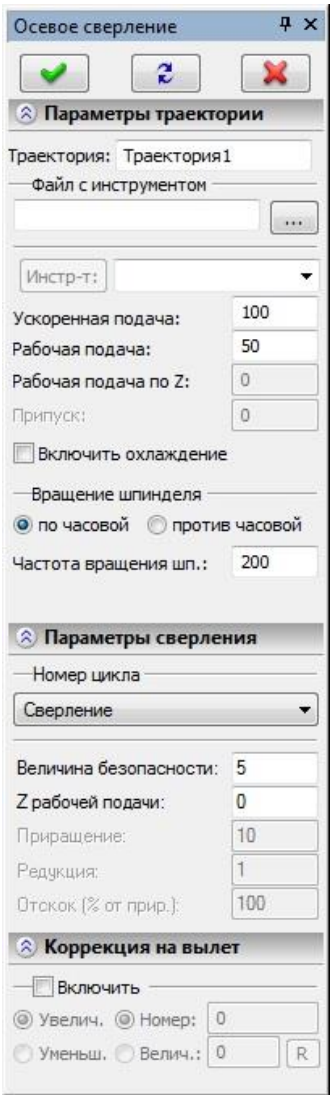 Осевое сверление
Параметры траектории
Траектория: Траектория1
Файл с инструментом
...
Инстр-т:
Ускоренная подача: 100
Рабочая подача: 50
Рабочая подача по Z: 0
Припуск: 0
Включить охлаждение
Вращение шпинделя
по часовой против часовой
Частота вращения шп.: 200
Параметры сверления
Номер цикла
Сверление
Величина безопасности: 5
Z рабочей подачи: 0
Приращение: 10
Редукция: 1
Отскок (% от прир.): 100
Коррекция на вылет
Включить
Увелич. Номер: 0
Уменьш. Велич.: 0 R